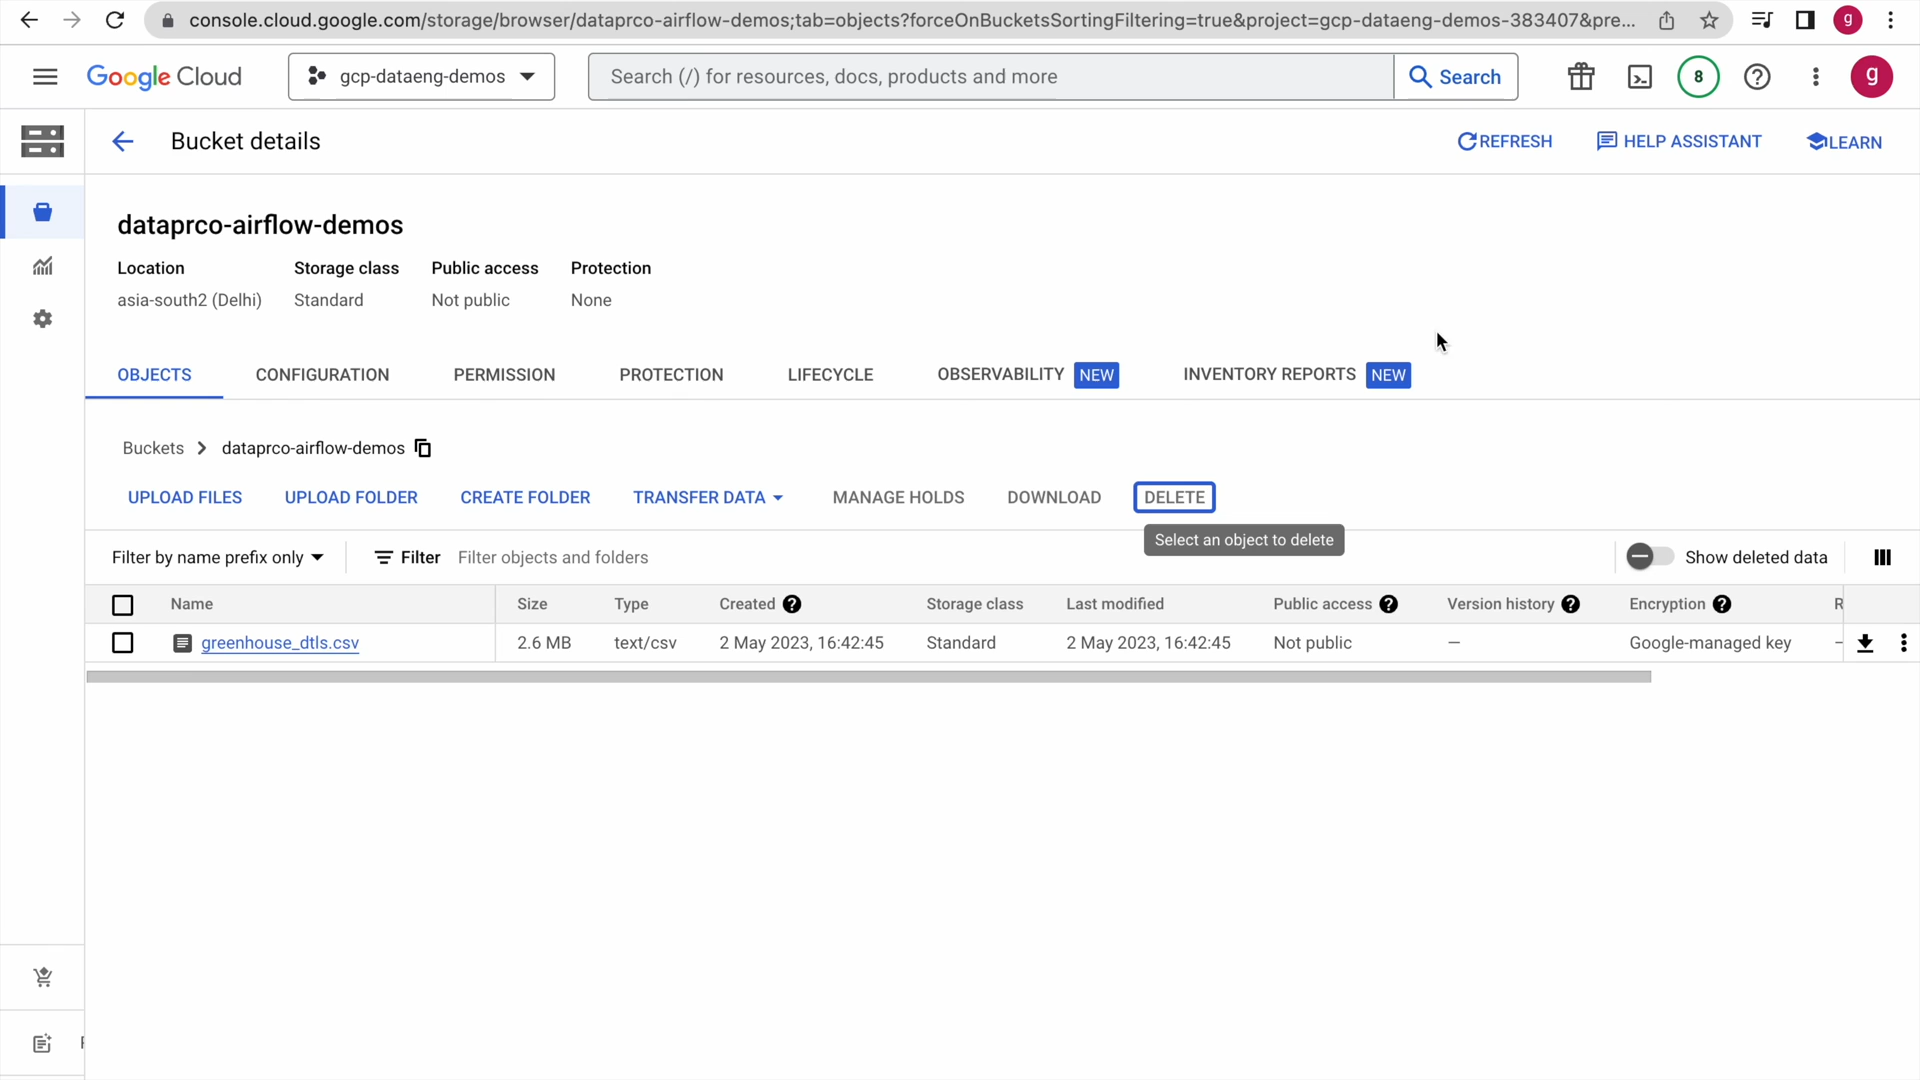 console.cloud.google.com/storage/browser/dataprco-airflow-demos;tab=objects?forceOnBucketsSortingFiltering=true&project=gcp-dataeng-demos-383407&pre... g
Google Cloud gcp-dataeng-demos Search (/) for resources, docs, products and more Search 8 g
Bucket details REFRESH HELP ASSISTANT LEARN
dataprco-airflow-demos
Location Storage class Public access Protection
asia-south2 (Delhi) Standard Not public None
OBJECTS CONFIGURATION PERMISSION PROTECTION LIFECYCLE OBSERVABILITY NEW INVENTORY REPORTS NEW
Buckets dataprco-airflow-demos
UPLOAD FILES UPLOAD FOLDER CREATE FOLDER TRANSFER DATA MANAGE HOLDS DOWNLOAD DELETE
Select an object to delete
Filter by name prefix only Filter Filter objects and folders Show deleted data
Name Size Type Created Storage class Last modified Public access Version history Encryption R
greenhouse_dtls.csv 2.6 MB text/csv 2 May 2023, 16:42:45 Standard 2 May 2023, 16:42:45 Not public — Google-managed key –